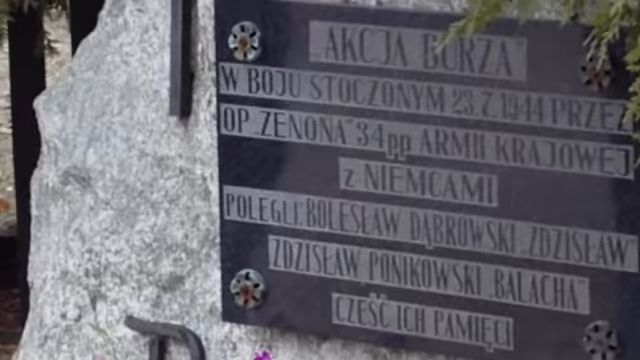 „AKCJA BURZA"
W BOJU STOCZONYM 23.7.1944 PRZEZ
OP „ZENONA" 34pp ARMII KRAJOWEJ
z NIEMCAMI
POLEGLI: BOLESŁAW DĄBROWSKI „ZDZISŁAW"
ZDZISŁAW PONIKOWSKI „BALACHA"
CZEŚĆ ICH PAMIĘCI